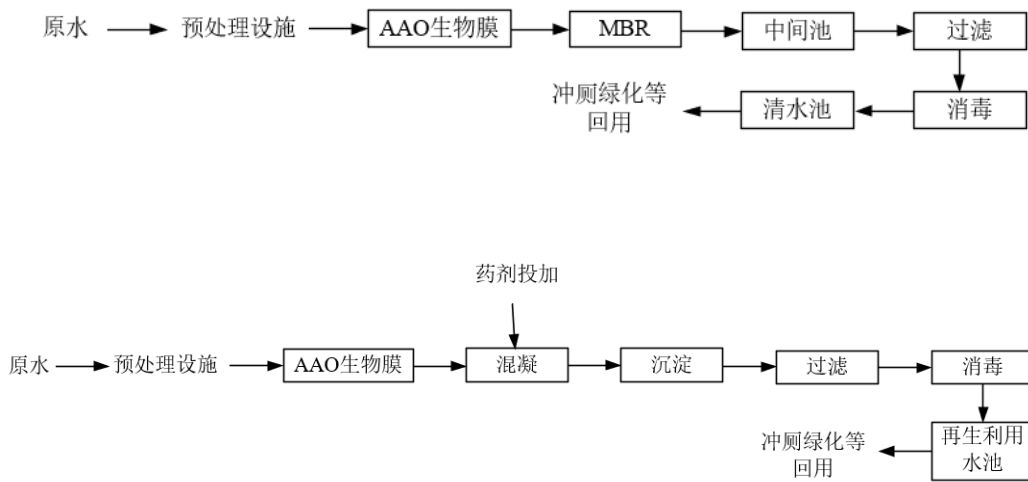 原水
预处理设施
AAO生物膜
MBR
中间池
过滤
消毒
清水池
冲厕绿化等
回用
药剂投加
原水
预处理设施
AAO生物膜
混凝
沉淀
过滤
消毒
再生利用
水池
冲厕绿化等
回用